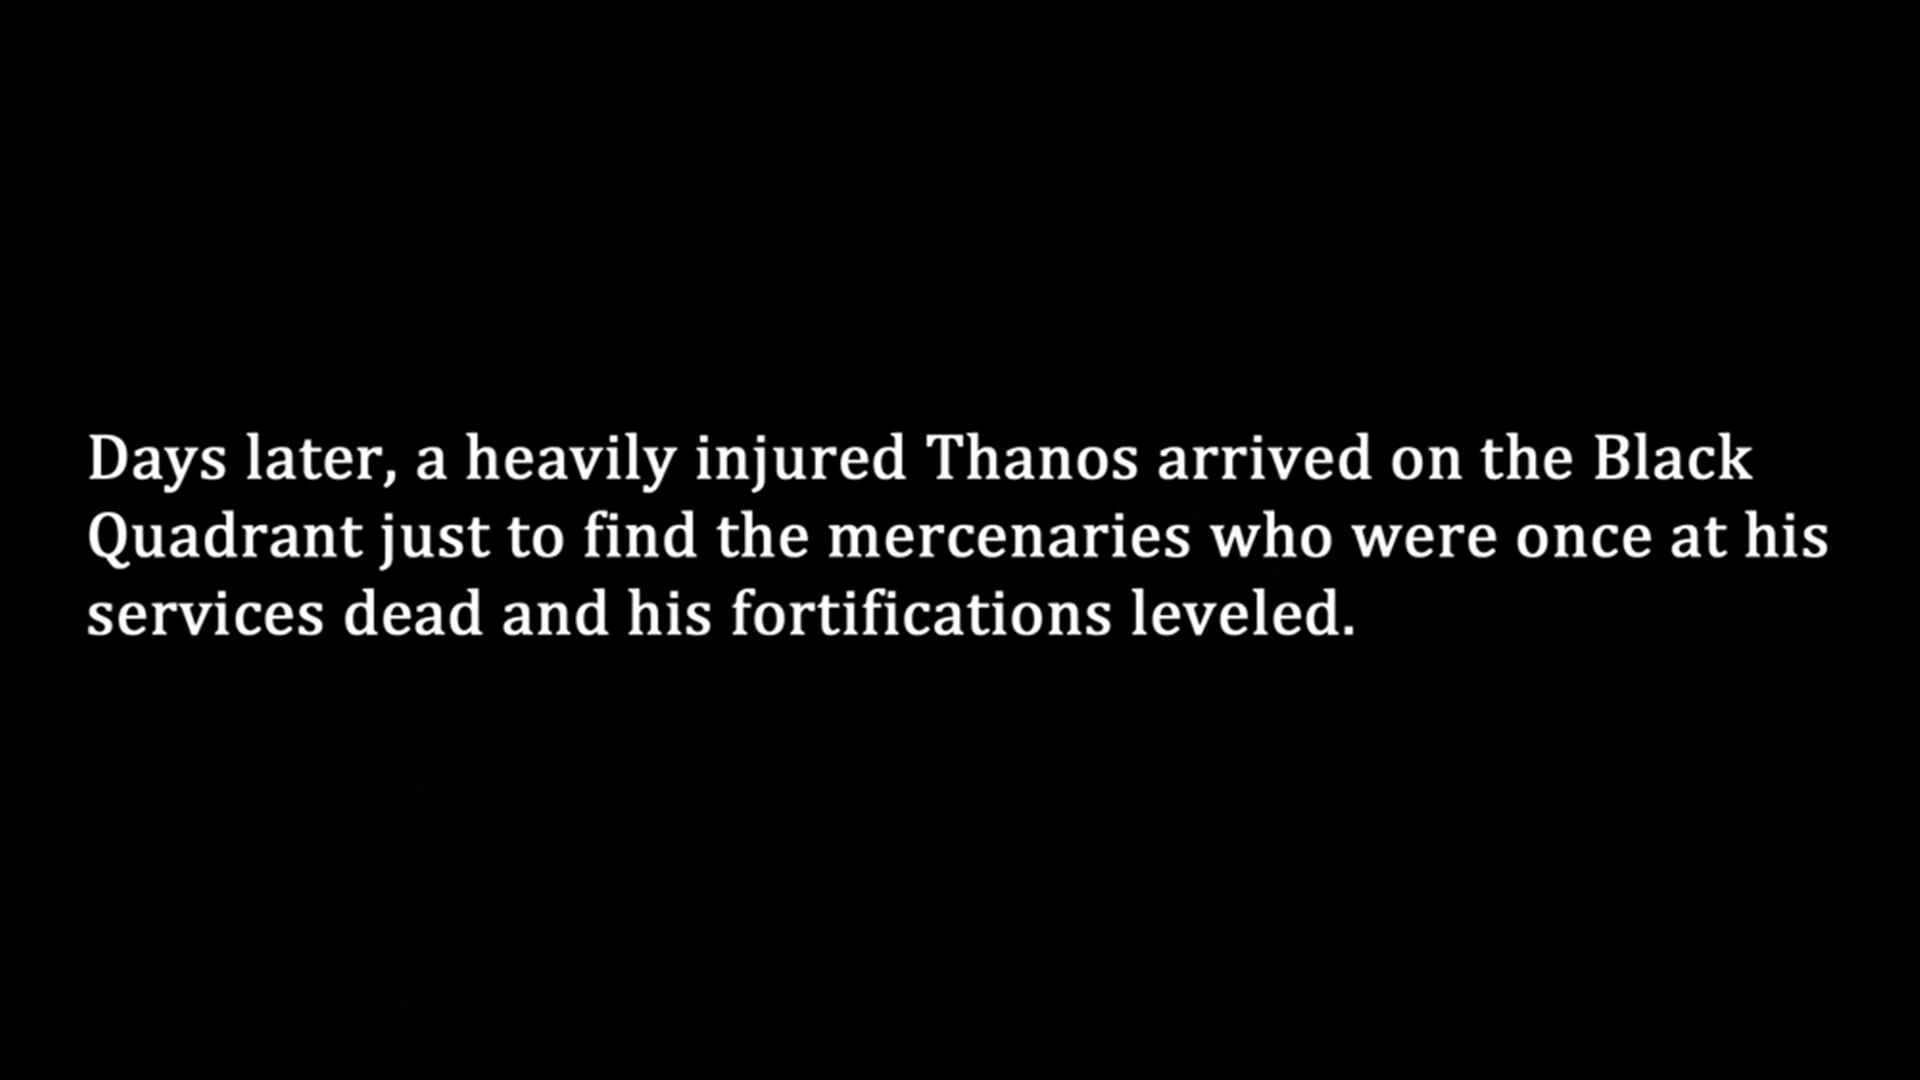 Days later, a heavily injured Thanos arrived on the Black
Quadrant just to find the mercenaries who were once at his
services dead and his fortifications leveled.